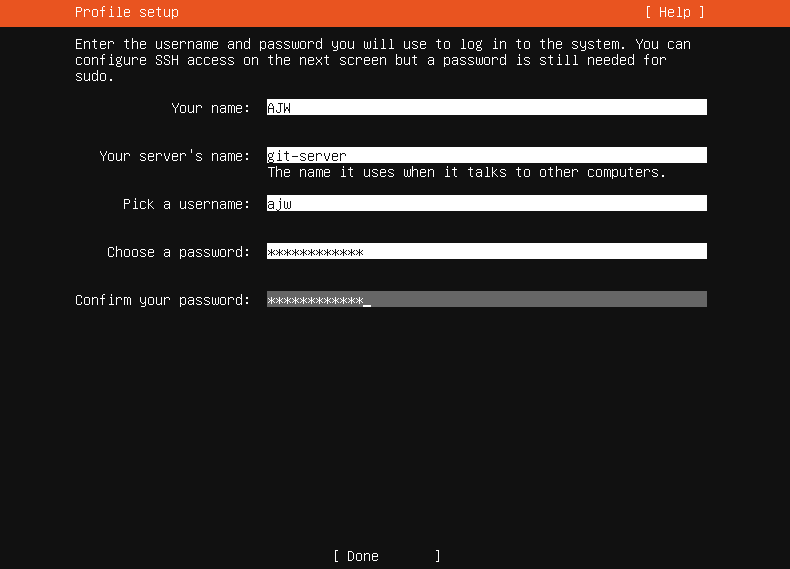 Profile setup [ Help ]
Enter the username and password you will use to log in to the system. You can
configure SSH access on the next screen but a password is still needed for
sudo.
Your name: AJW
Your server's name: git-server
The name it uses when it talks to other computers.
Pick a username: ajw
Choose a password: ************
Confirm your password: ************_
[ Done ]